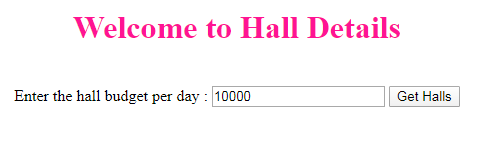 Welcome to Hall Details
Enter the hall budget per day : 10000 Get Halls